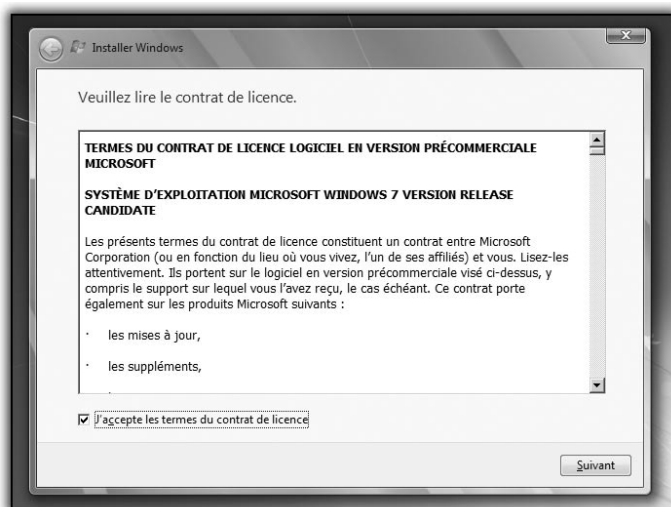 Installer Windows
Veuillez lire le contrat de licence.
TERMES DU CONTRAT DE LICENCE LOGICIEL EN VERSION PRÉCOMMERCIALE
MICROSOFT
SYSTÈME D'EXPLOITATION MICROSOFT WINDOWS 7 VERSION RELEASE
CANDIDATE
Les présents termes du contrat de licence constituent un contrat entre Microsoft
Corporation (ou en fonction du lieu où vous vivez, l'un de ses affiliés) et vous. Lisez-les
attentivement. Ils portent sur le logiciel en version précommerciale visé ci-dessus, y
compris le support sur lequel vous l'avez reçu, le cas échéant. Ce contrat porte
également sur les produits Microsoft suivants :
· les mises à jour,
· les suppléments,
J'accepte les termes du contrat de licence
Suivant